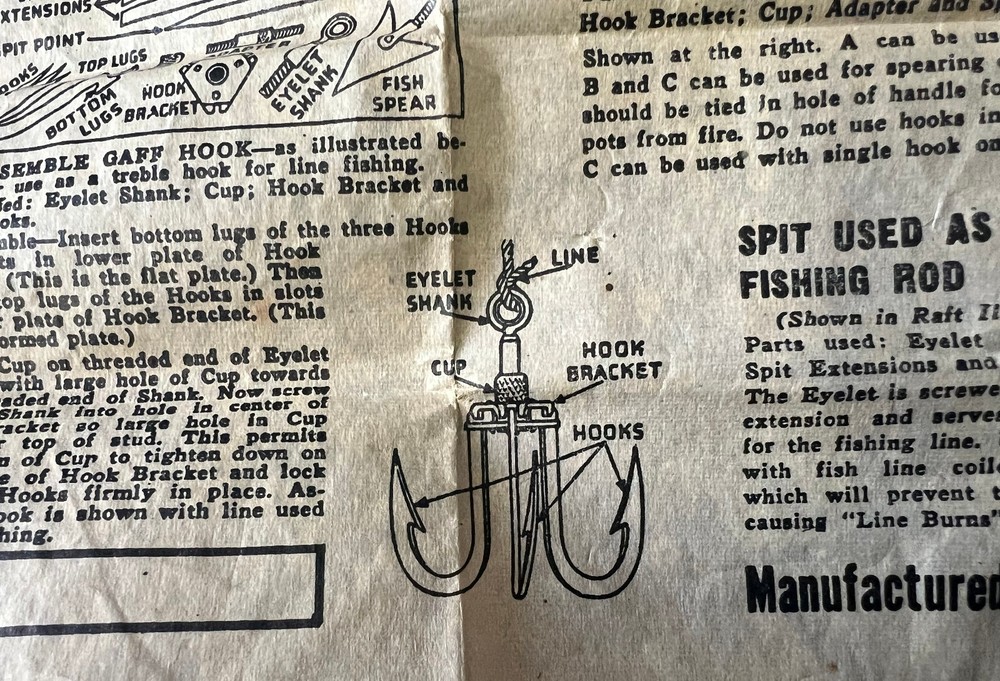 XTENSIONS
SPIT POINT
HOOKS
TOP LUGS
BOTTOM LUGS
HOOK BRACKET
ADAPTER
EYELET SHANK
FISH SPEAR
SEMBLE GAFF HOOK—as illustrated be-
use as a treble hook for line fishing.
ed: Eyelet Shank; Cup; Hook Bracket and
oks.
ble—Insert bottom lugs of the three Hooks
ts in lower plate of Hook
(This is the flat plate.) Then
top lugs of the Hooks in slots
r plate of Hook Bracket. (This
ormed plate.)
Cup on threaded end of Eyelet
with large hole of Cup towards
aded end of Shank. Now screw
Shank into hole in center of
racket so large hole in Cup
r top of stud. This permits
n of Cup to tighten down on
e of Hook Bracket and lock
Hooks firmly in place. As-
ook is shown with line used
hing.
LINE
EYELET
SHANK
CUP
HOOK
BRACKET
HOOKS
Hook Bracket; Cup; Adapter and Sp
Shown at the right. A can be us
B and C can be used for spearing
should be tied in hole of handle fo
pots from fire. Do not use hooks in
C can be used with single hook on
SPIT USED AS
FISHING ROD
(Shown in Raft Il
Parts used: Eyelet
Spit Extensions and
The Eyelet is screwe
extension and serves
for the fishing line.
with fish line coil
which will prevent t
causing "Line Burns"
Manufactured